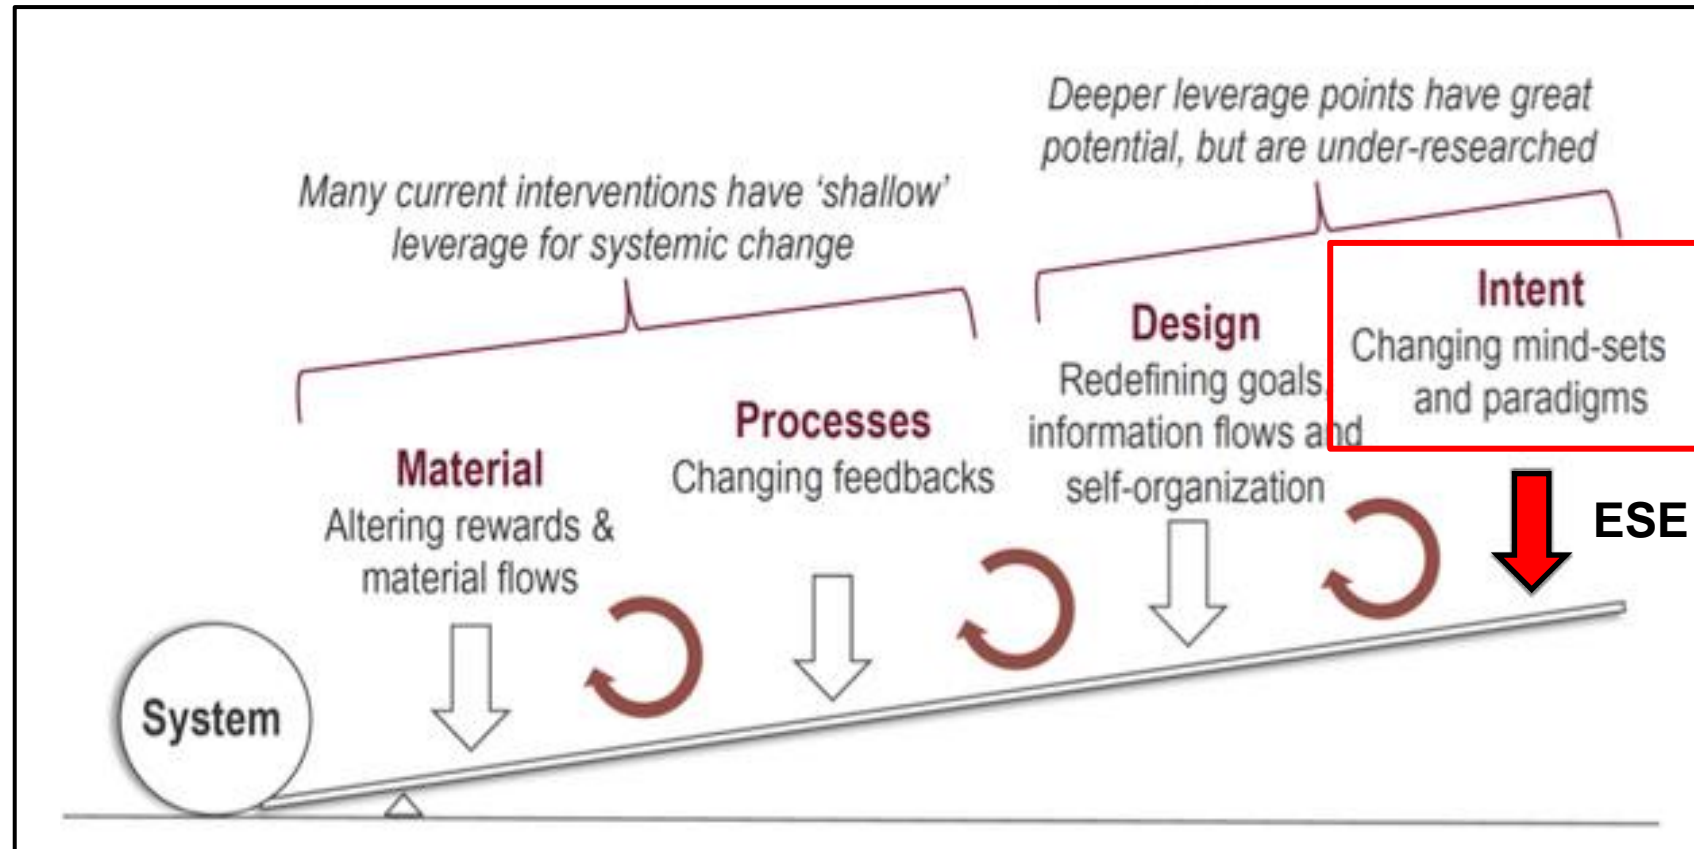 Deeper leverage points have great
potential, but are under-researched
Many current interventions have ‘shallow’
leverage for systemic change
Intent
Changing mind-sets
and paradigms
Design
Redefining goals,
information flows and
self-organization
Processes
Changing feedbacks
Material
Altering rewards &
material flows
ESE
System